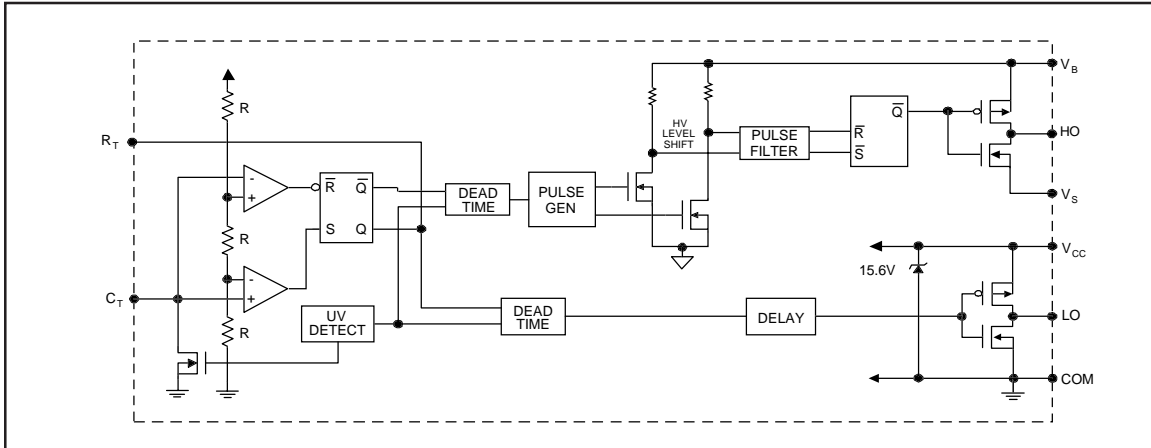 V_B
R
HV
LEVEL
SHIFT
PULSE
FILTER
R̅
S̅
Q̅
HO
R_T
-
+
R̅
S
Q̅
Q
DEAD
TIME
PULSE
GEN
V_S
R
V_CC
15.6V
-
+
C_T
UV
DETECT
DEAD
TIME
DELAY
LO
R
COM